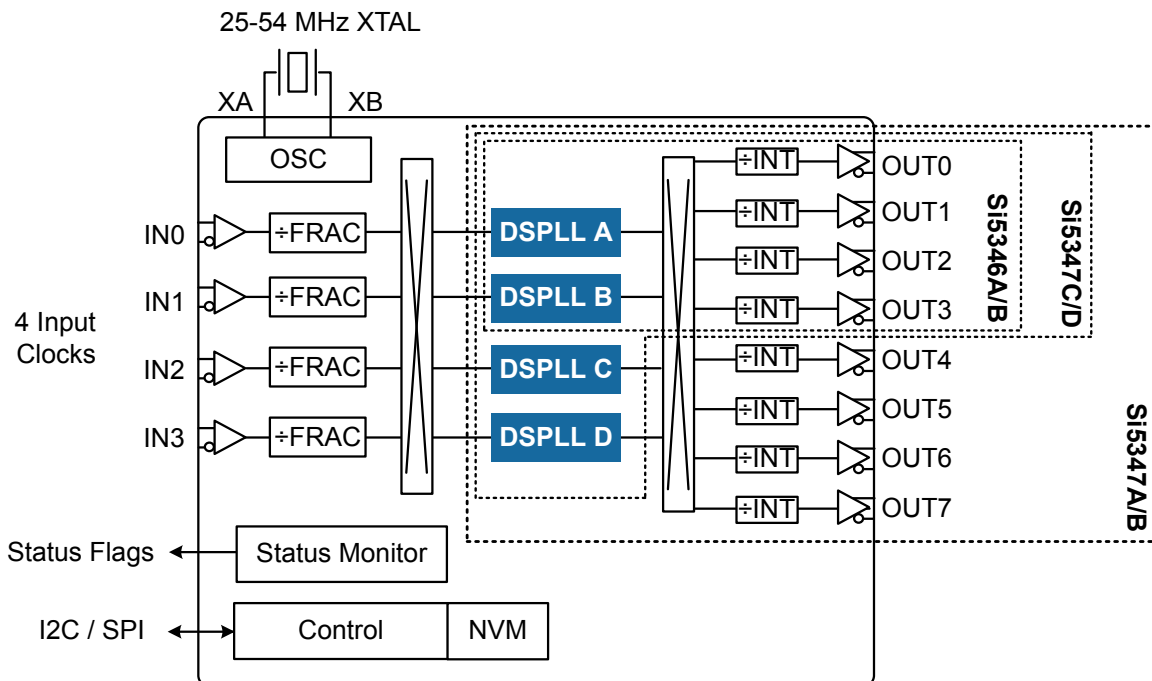 25-54 MHz XTAL
XA
XB
OSC
IN0
÷FRAC
IN1
÷FRAC
4 Input
Clocks
IN2
÷FRAC
IN3
÷FRAC
DSPLL A
DSPLL B
DSPLL C
DSPLL D
÷INT
OUT0
÷INT
OUT1
÷INT
OUT2
÷INT
OUT3
÷INT
OUT4
÷INT
OUT5
÷INT
OUT6
÷INT
OUT7
Si5346A/B
Si5347C/D
Si5347A/B
Status Flags
Status Monitor
I2C / SPI
Control
NVM